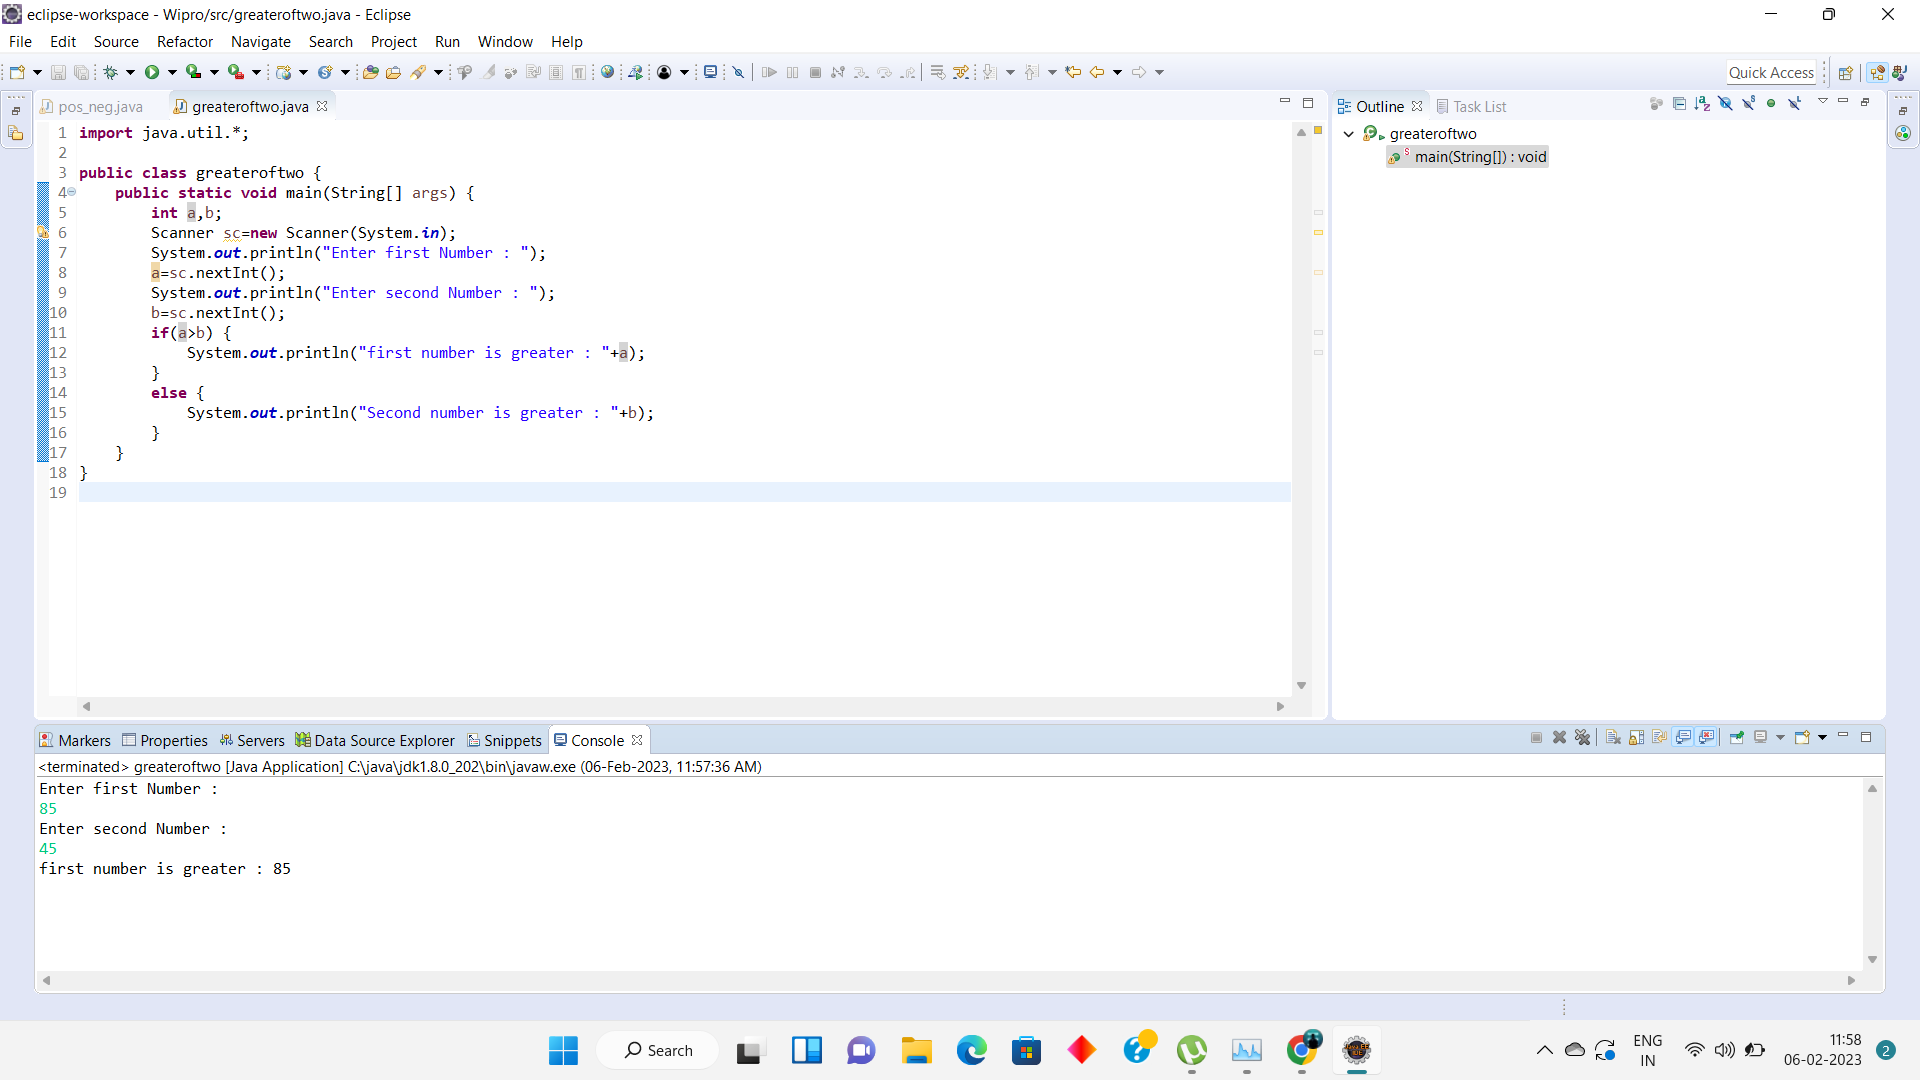 eclipse-workspace - Wipro/src/greateroftwo.java - Eclipse
File Edit Source Refactor Navigate Search Project Run Window Help
Quick Access
pos_neg.java greateroftwo.java
1 import java.util.*;
2
3 public class greateroftwo {
4 public static void main(String[] args) {
5 int a,b;
6 Scanner sc=new Scanner(System.in);
7 System.out.println("Enter first Number : ");
8 a=sc.nextInt();
9 System.out.println("Enter second Number : ");
10 b=sc.nextInt();
11 if(a>b) {
12 System.out.println("first number is greater : "+a);
13 }
14 else {
15 System.out.println("Second number is greater : "+b);
16 }
17 }
18 }
19
Outline Task List
greateroftwo
main(String[]) : void
Markers Properties Servers Data Source Explorer Snippets Console
<terminated> greateroftwo [Java Application] C:\java\jdk1.8.0_202\bin\javaw.exe (06-Feb-2023, 11:57:36 AM)
Enter first Number :
85
Enter second Number :
45
first number is greater : 85
Search
ENG
IN
11:58
06-02-2023
2